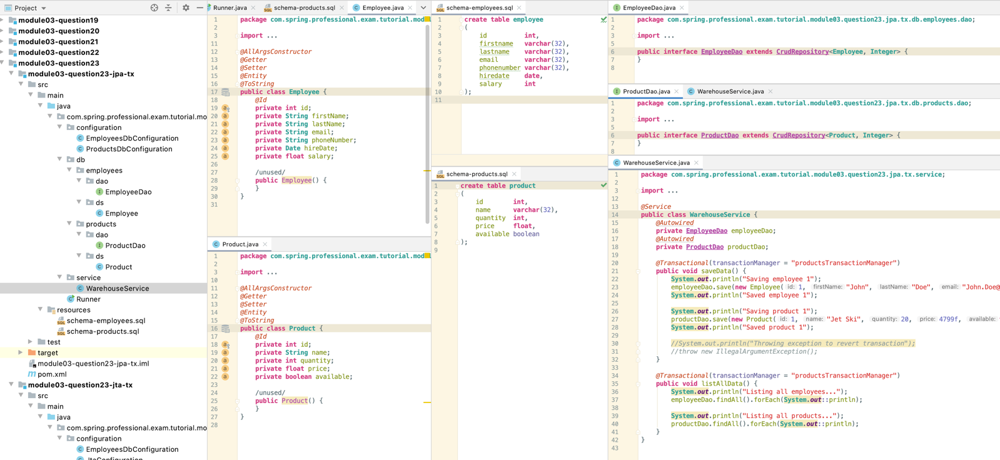 Project
module03-question19
module03-question20
module03-question21
module03-question22
module03-question23
module03-question23-jpa-tx
src
main
java
com.spring.professional.exam.tutorial.mo
configuration
EmployeesDbConfiguration
ProductsDbConfiguration
db
employees
dao
EmployeeDao
ds
Employee
products
dao
ProductDao
ds
Product
service
WarehouseService
Runner
resources
schema-employees.sql
schema-products.sql
test
target
module03-question23-jpa-tx.iml
pom.xml
module03-question23-jta-tx
src
main
java
com.spring.professional.exam.tutorial.mo
configuration
EmployeesDbConfiguration
JtaConfiguration
Runner.java schema-products.sql Employee.java
1 package com.spring.professional.exam.tutorial.mod
2
3 import ...
11
12 @AllArgsConstructor
13 @Getter
14 @Setter
15 @Entity
16 @ToString
17 public class Employee {
18 @Id
19 private int id;
20 private String firstName;
21 private String lastName;
22 private String email;
23 private String phoneNumber;
24 private Date hireDate;
25 private float salary;
26
27 /unused/
28 public Employee() {
29 }
30 }
31
Product.java
1 package com.spring.professional.exam.tutorial.mod
2
3 import ...
10
11 @AllArgsConstructor
12 @Getter
13 @Setter
14 @Entity
15 @ToString
16 public class Product {
17 @Id
18 private int id;
19 private String name;
20 private int quantity;
21 private float price;
22 private boolean available;
23
24 /unused/
25 public Product() {
26 }
27 }
28
schema-employees.sql
1 create table employee
2 (
3 id int,
4 firstname varchar(32),
5 lastname varchar(32),
6 email varchar(32),
7 phonenumber varchar(32),
8 hiredate date,
9 salary int
10 );
11
schema-products.sql
1 create table product
2 (
3 id int,
4 name varchar(32),
5 quantity int,
6 price float,
7 available boolean
8 );
9
EmployeeDao.java
1 package com.spring.professional.exam.tutorial.module03.question23.jpa.tx.db.employees.dao;
2
3 import ...
5
6 public interface EmployeeDao extends CrudRepository<Employee, Integer> {
7 }
8
ProductDao.java WarehouseService.java
1 package com.spring.professional.exam.tutorial.module03.question23.jpa.tx.db.products.dao;
2
3 import ...
5
6 public interface ProductDao extends CrudRepository<Product, Integer> {
7 }
8
WarehouseService.java
1 package com.spring.professional.exam.tutorial.module03.question23.jpa.tx.service;
2
3 import ...
12
13 @Service
14 public class WarehouseService {
15 @Autowired
16 private EmployeeDao employeeDao;
17 @Autowired
18 private ProductDao productDao;
19
20 @Transactional(transactionManager = "productsTransactionManager")
21 public void saveData() {
22 System.out.println("Saving employee 1");
23 employeeDao.save(new Employee( id: 1, firstName: "John", lastName: "Doe", email: "John.Doe@
24 System.out.println("Saved employee 1");
25
26 System.out.println("Saving product 1");
27 productDao.save(new Product( id: 1, name: "Jet Ski", quantity: 20, price: 4799f, available:
28 System.out.println("Saved product 1");
29
30 //System.out.println("Throwing exception to revert transaction");
31 //throw new IllegalArgumentException();
32 }
33
34 @Transactional(transactionManager = "productsTransactionManager")
35 public void listAllData() {
36 System.out.println("Listing all employees...");
37 employeeDao.findAll().forEach(System.out::println);
38
39 System.out.println("Listing all products...");
40 productDao.findAll().forEach(System.out::println);
41 }
42 }
43